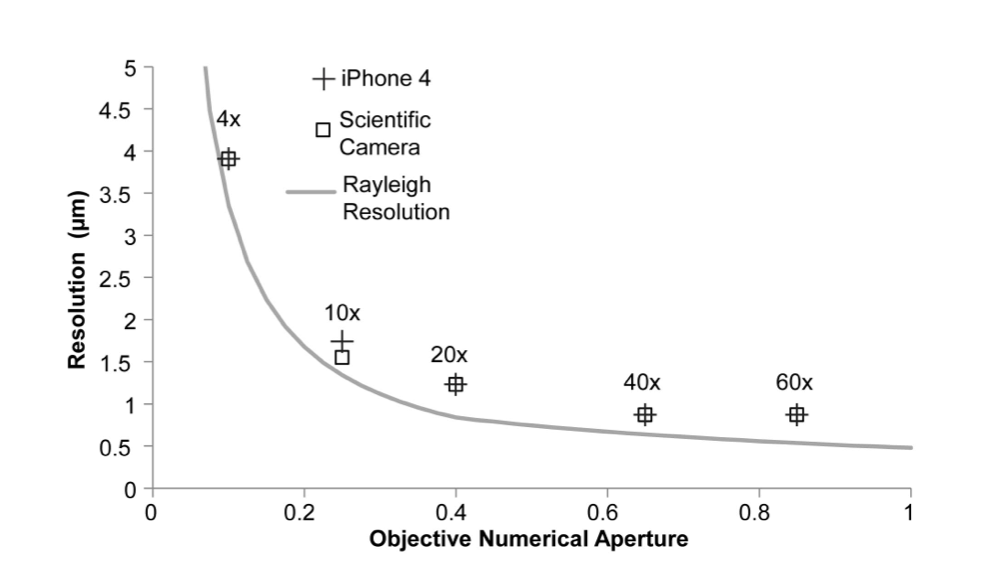 5
4.5
4
3.5
3
2.5
2
1.5
1
0.5
0
Resolution (µm)
iPhone 4
Scientific
Camera
Rayleigh
Resolution
4x
10x
20x
40x
60x
0
0.2
0.4
0.6
0.8
1
Objective Numerical Aperture